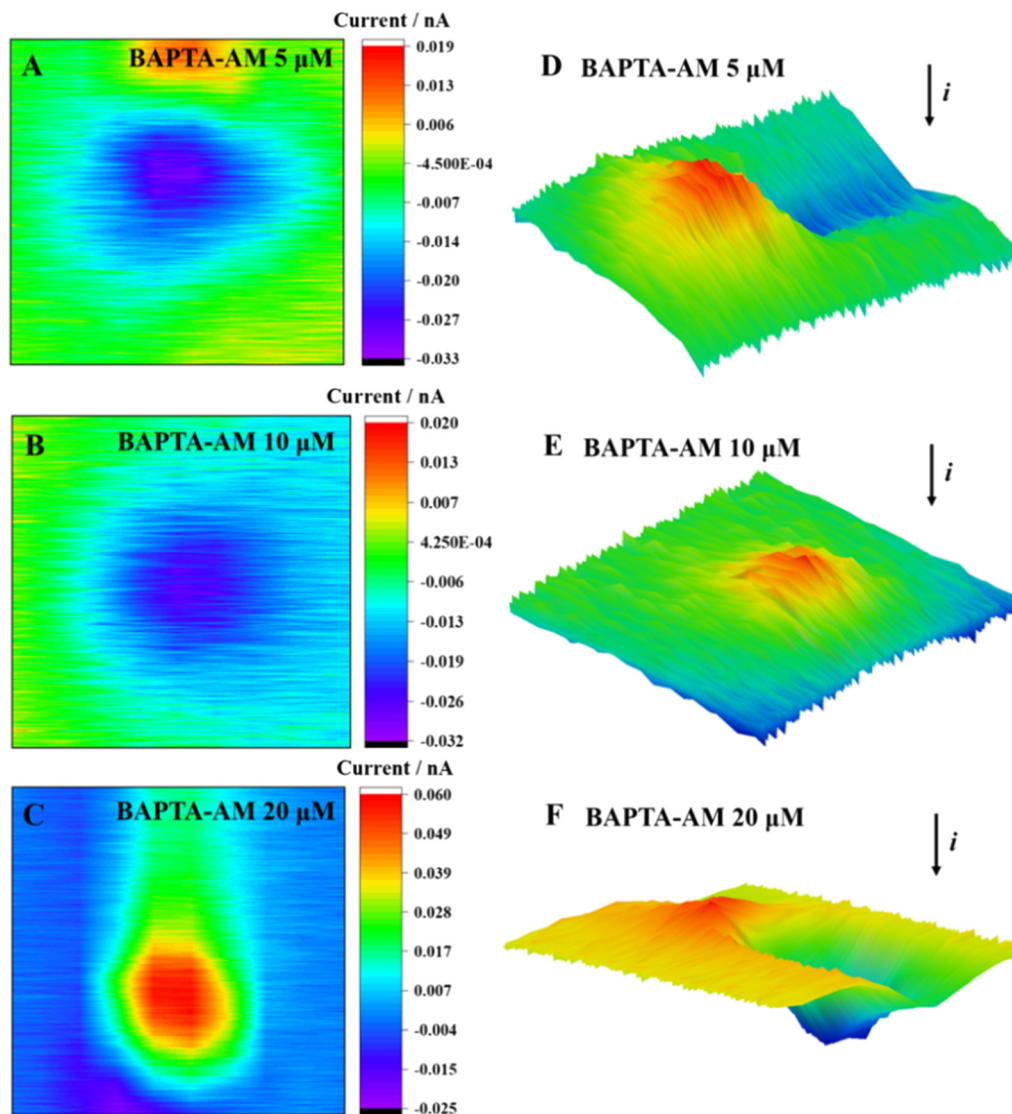 Current / nA
A BAPTA-AM 5 μM
0.019
0.013
0.006
-4.500E-04
-0.007
-0.014
-0.020
-0.027
-0.033
D BAPTA-AM 5 μM
i
Current / nA
B BAPTA-AM 10 μM
0.020
0.013
0.007
4.250E-04
-0.006
-0.013
-0.019
-0.026
-0.032
E BAPTA-AM 10 μM
i
Current / nA
C BAPTA-AM 20 μM
0.060
0.050
0.039
0.028
0.017
0.007
-0.004
-0.015
-0.025
F BAPTA-AM 20 μM
i